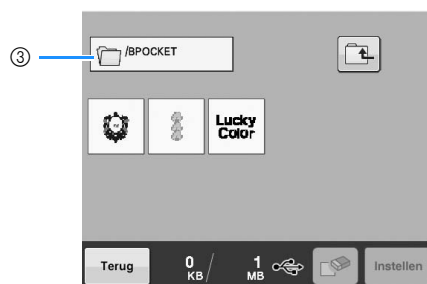 ③
/BPOCKET
Lucky
Color
Terug
0
KB
/
1
MB
Instellen